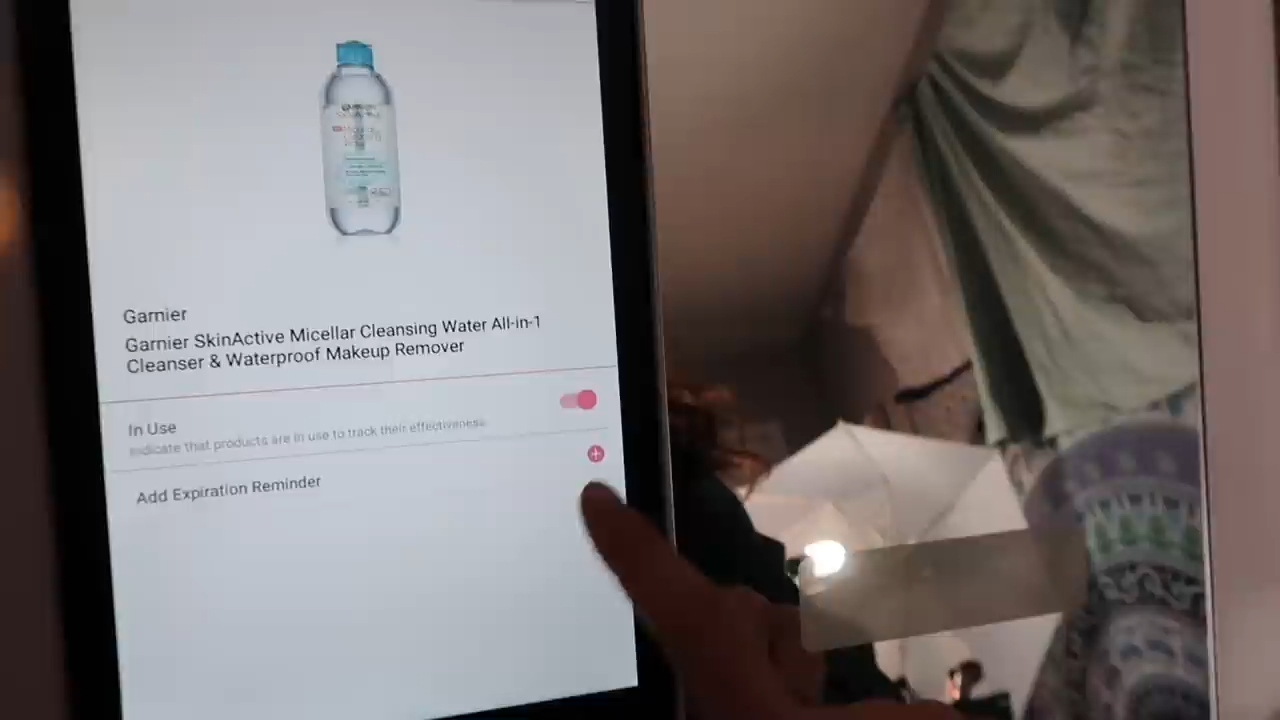 Garnier
Garnier SkinActive Micellar Cleansing Water All-in-1
Cleanser & Waterproof Makeup Remover
In Use
Indicate that products are in use to track their effectiveness
Add Expiration Reminder